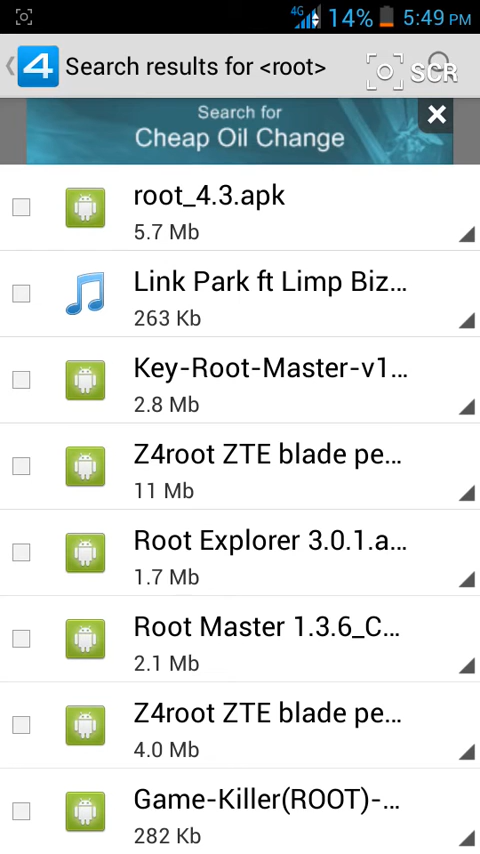 4G 14% 5:49 PM
4 Search results for <root> SCR
Search for
Cheap Oil Change
root_4.3.apk
5.7 Mb
Link Park ft Limp Biz...
263 Kb
Key-Root-Master-v1...
2.8 Mb
Z4root ZTE blade pe...
11 Mb
Root Explorer 3.0.1.a...
1.7 Mb
Root Master 1.3.6_C...
2.1 Mb
Z4root ZTE blade pe...
4.0 Mb
Game-Killer(ROOT)-...
282 Kb